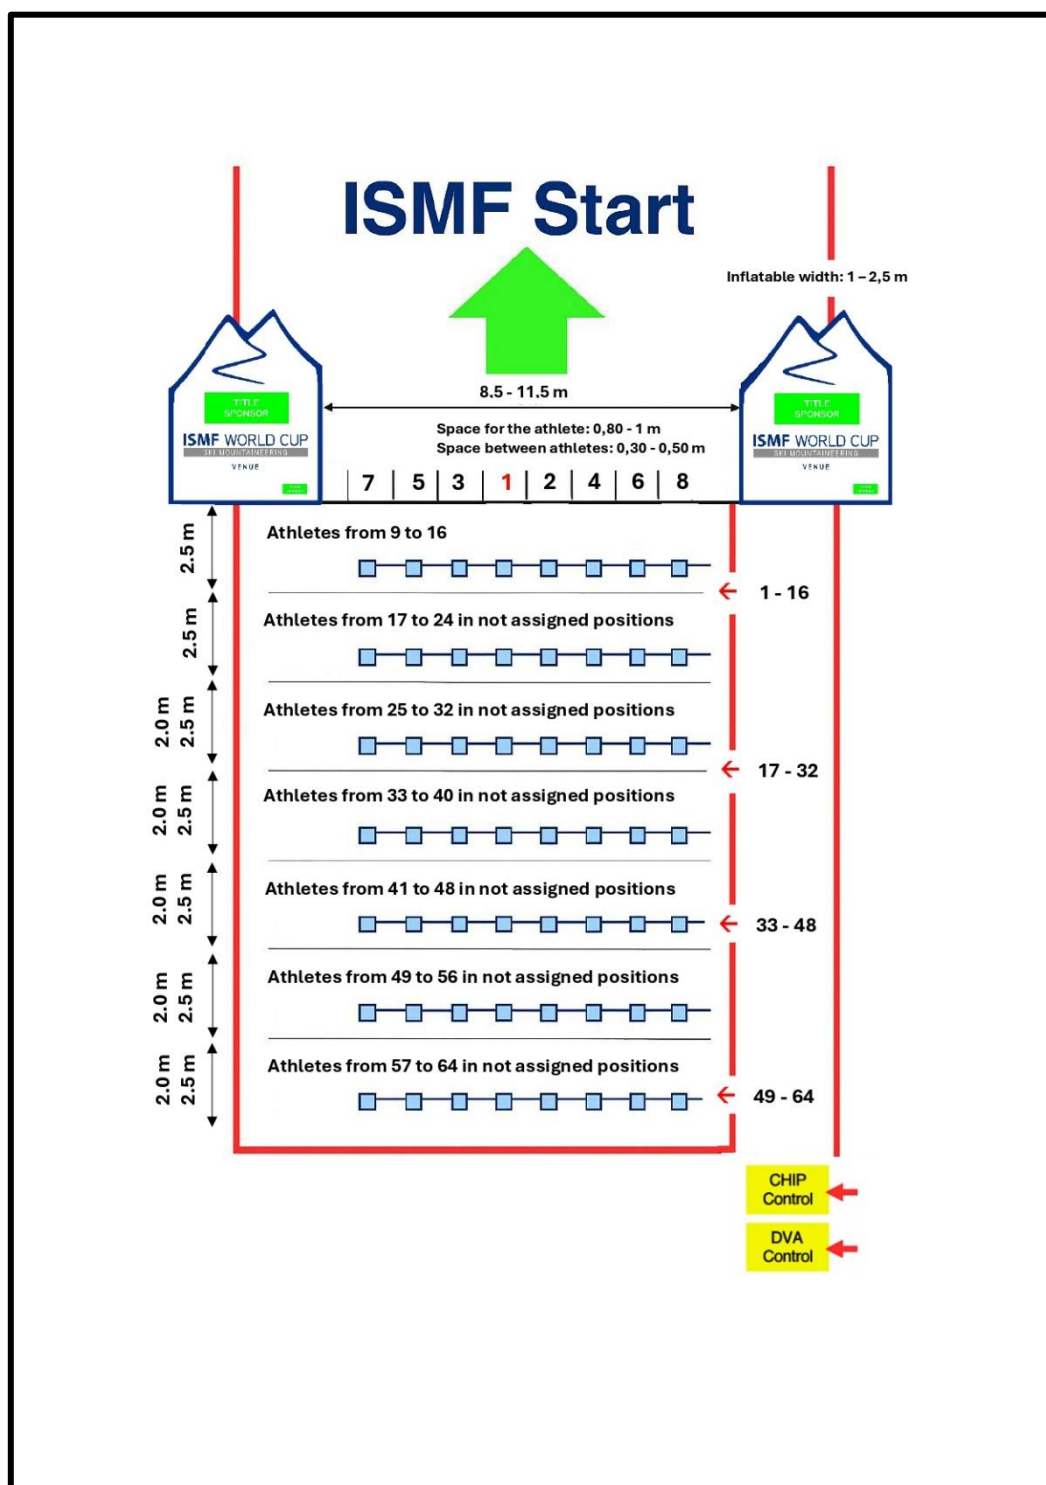 ISMF Start
Inflatable width: 1 – 2,5 m
8.5 - 11.5 m
TITLE
SPONSOR
ISMF WORLD CUP
SKI MOUNTAINEERING
VENUE
TITLE
SPONSOR
ISMF WORLD CUP
SKI MOUNTAINEERING
VENUE
Space for the athlete: 0,80 - 1 m
Space between athletes: 0,30 - 0,50 m
7 5 3 1 2 4 6 8
2.5 m
Athletes from 9 to 16
1 - 16
2.5 m
Athletes from 17 to 24 in not assigned positions
2.0 m
2.5 m
Athletes from 25 to 32 in not assigned positions
17 - 32
2.0 m
2.5 m
Athletes from 33 to 40 in not assigned positions
2.0 m
2.5 m
Athletes from 41 to 48 in not assigned positions
33 - 48
2.0 m
2.5 m
Athletes from 49 to 56 in not assigned positions
2.0 m
2.5 m
Athletes from 57 to 64 in not assigned positions
49 - 64
CHIP
Control
DVA
Control